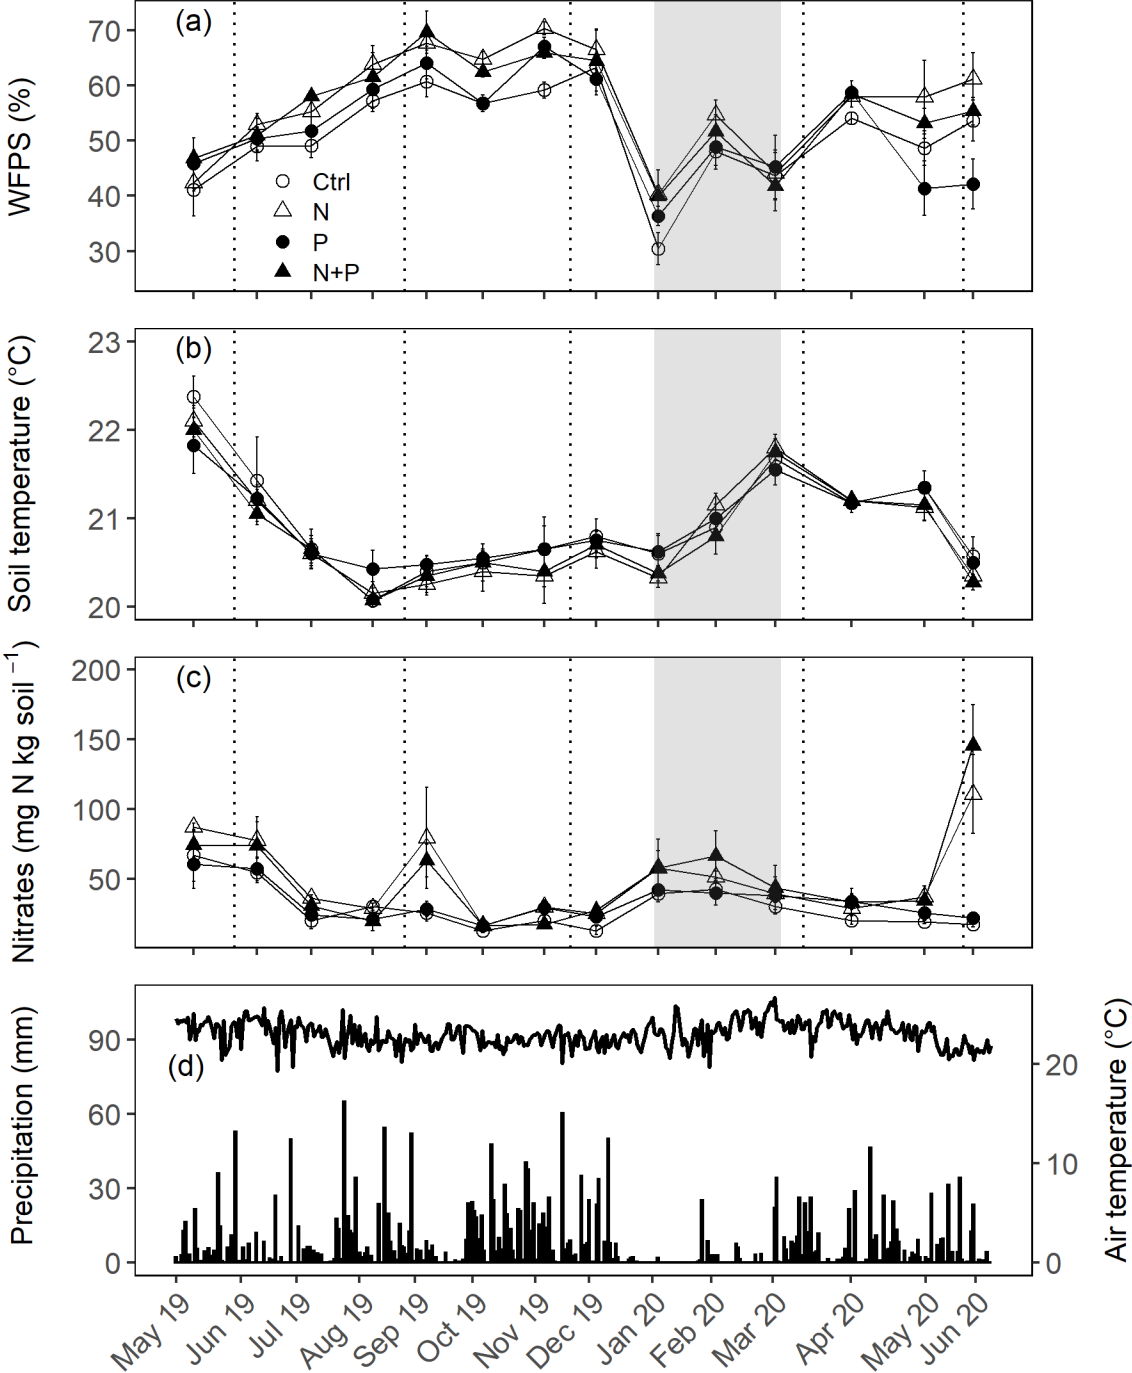 (a)
WFPS (%)
70
60
50
40
30
Ctrl
N
P
N+P
(b)
Soil temperature (°C)
23
22
21
20
(c)
Nitrates (mg N kg soil ⁻¹)
200
150
100
50
(d)
Precipitation (mm)
90
60
30
0
Air temperature (°C)
20
10
0
May 19
Jun 19
Jul 19
Aug 19
Sep 19
Oct 19
Nov 19
Dec 19
Jan 20
Feb 20
Mar 20
Apr 20
May 20
Jun 20